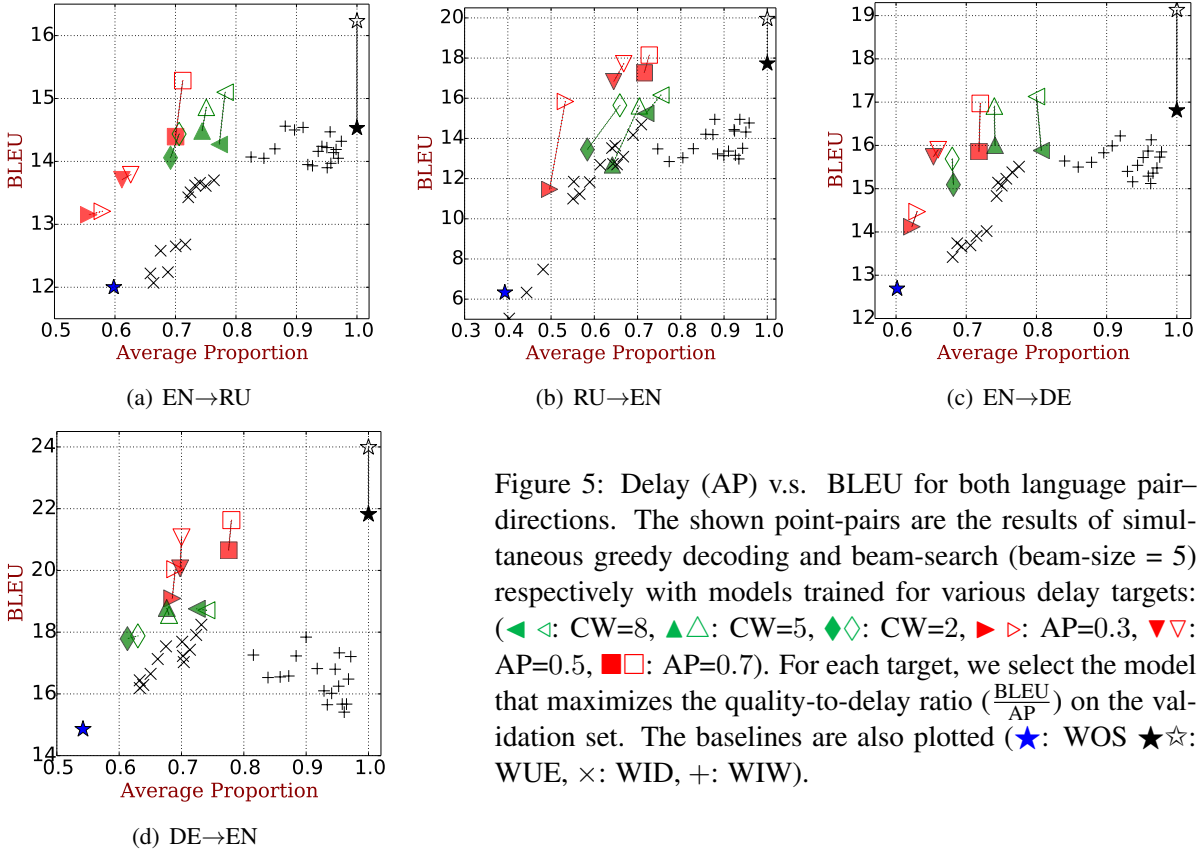 16
15
14
13
12
0.5 0.6 0.7 0.8 0.9 1.0
BLEU
Average Proportion
(a) EN→RU
20
18
16
14
12
10
8
6
0.3 0.4 0.5 0.6 0.7 0.8 0.9 1.0
BLEU
Average Proportion
(b) RU→EN
19
18
17
16
15
14
13
12
0.6 0.7 0.8 0.9 1.0
BLEU
Average Proportion
(c) EN→DE
24
22
20
18
16
14
0.5 0.6 0.7 0.8 0.9 1.0
BLEU
Average Proportion
(d) DE→EN
Figure 5: Delay (AP) v.s. BLEU for both language pair–
directions. The shown point-pairs are the results of simul-
taneous greedy decoding and beam-search (beam-size = 5)
respectively with models trained for various delay targets:
(◀ ◁: CW=8, ▲△: CW=5, ♦◊: CW=2, ▶ ▷: AP=0.3, ▼▽:
AP=0.5, ■□: AP=0.7). For each target, we select the model
that maximizes the quality-to-delay ratio (BLEU/AP) on the val-
idation set. The baselines are also plotted (★: WOS ★☆:
WUE, ×: WID, +: WIW).